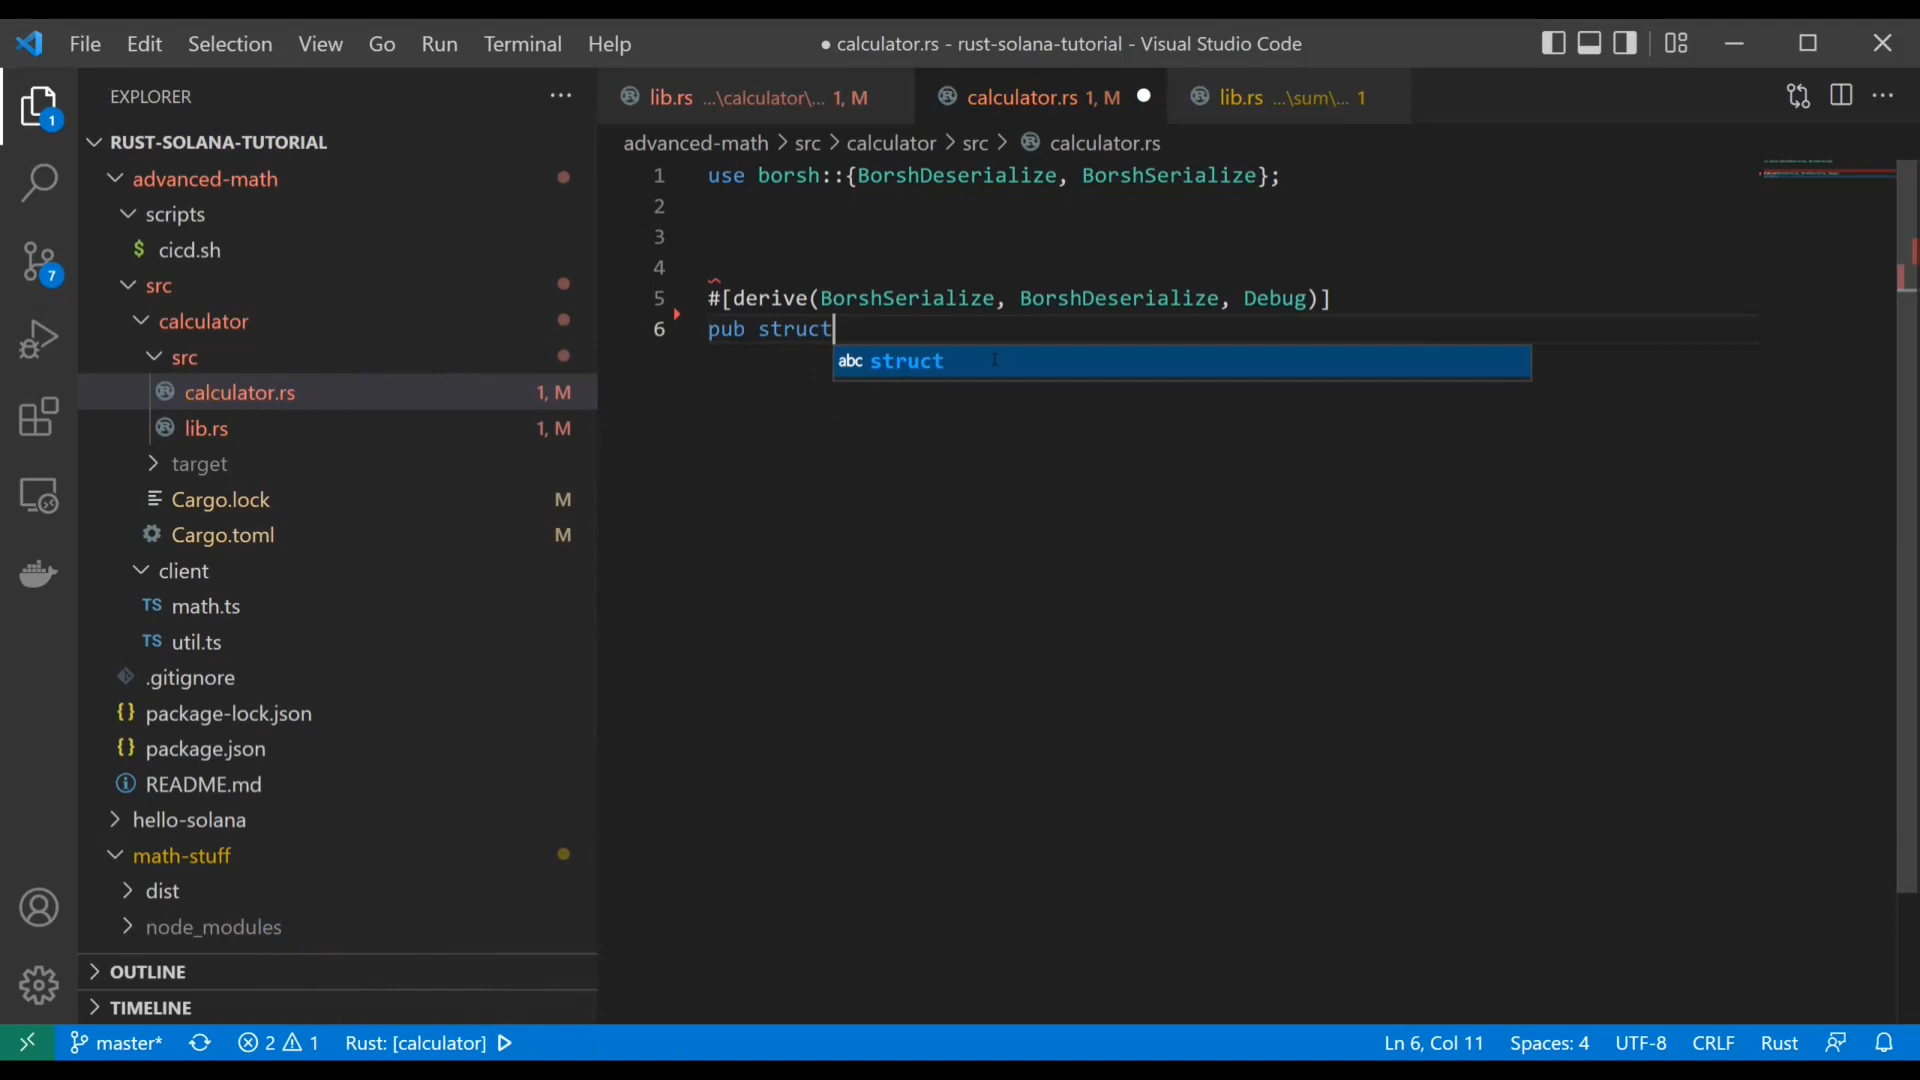 File Edit Selection View Go Run Terminal Help
● calculator.rs - rust-solana-tutorial - Visual Studio Code
EXPLORER
lib.rs ...\calculator\... 1, M
calculator.rs 1, M
lib.rs ...\sum\... 1
RUST-SOLANA-TUTORIAL
advanced-math > src > calculator > src > calculator.rs
1 use borsh::{BorshDeserialize, BorshSerialize};
2
3
4
5 #[derive(BorshSerialize, BorshDeserialize, Debug)]
6 pub struct
abc struct
1
7
advanced-math
scripts
$ cicd.sh
src
calculator
src
calculator.rs 1, M
lib.rs 1, M
target
Cargo.lock M
Cargo.toml M
client
TS math.ts
TS util.ts
.gitignore
{} package-lock.json
{} package.json
README.md
hello-solana
math-stuff
dist
node_modules
OUTLINE
TIMELINE
master* 2 1 Rust: [calculator] Ln 6, Col 11 Spaces: 4 UTF-8 CRLF Rust